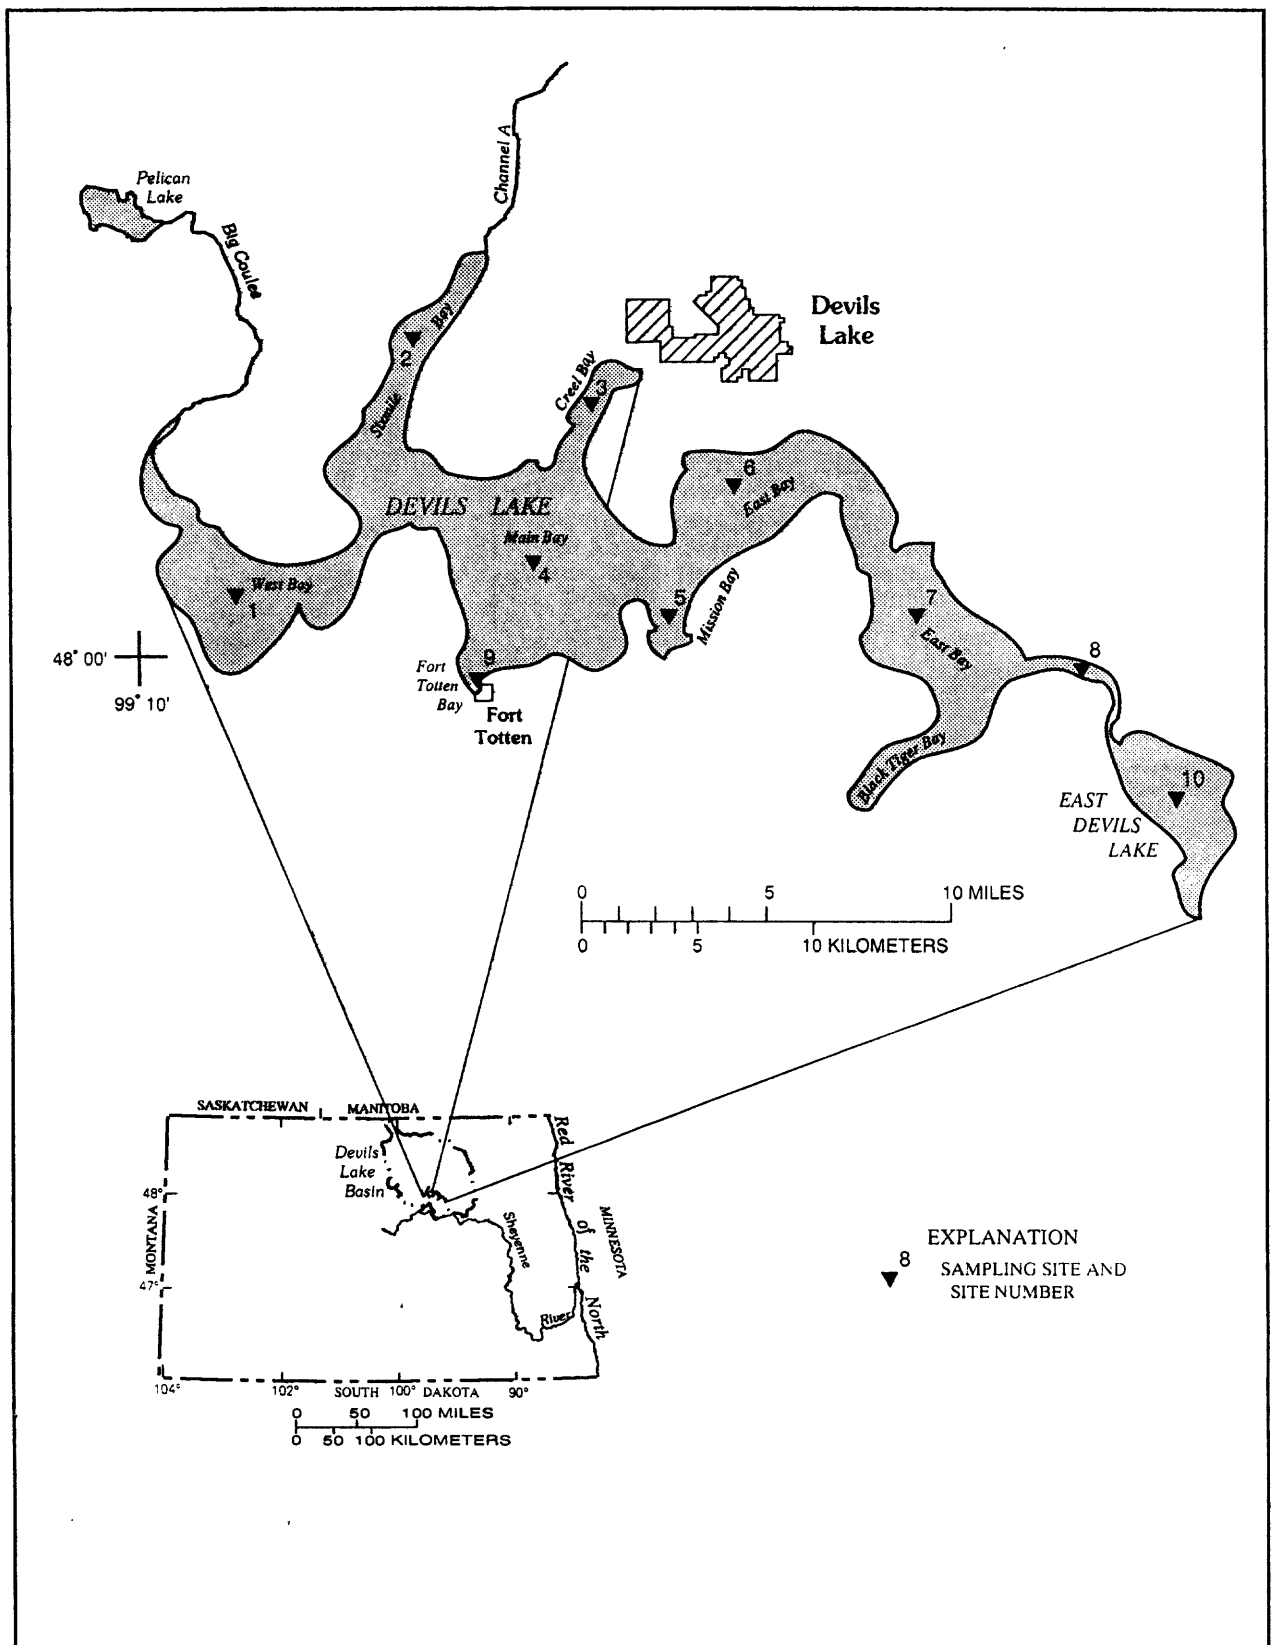 Channel A
Pelican
Lake
Big Coulee
Devils
Lake
Bay
2
Creel Bay
3
6
East Bay
DEVILS LAKE
Main Bay
4
West Bay
1
5
Mission Bay
7
East Bay
8
48° 00'
99° 10'
9
Fort
Totten
Bay
Fort
Totten
Black Tiger Bay
10
EAST
DEVILS
LAKE
0 5 10 MILES
0 5 10 KILOMETERS
SASKATCHEWAN
MANITOBA
Devils
Lake
Basin
Red River of the North
48°
MONTANA
MINNESOTA
Sheyenne
River
47°
104° 102° 100° 90°
SOUTH DAKOTA
0 50 100 MILES
0 50 100 KILOMETERS
EXPLANATION
8
SAMPLING SITE AND
SITE NUMBER